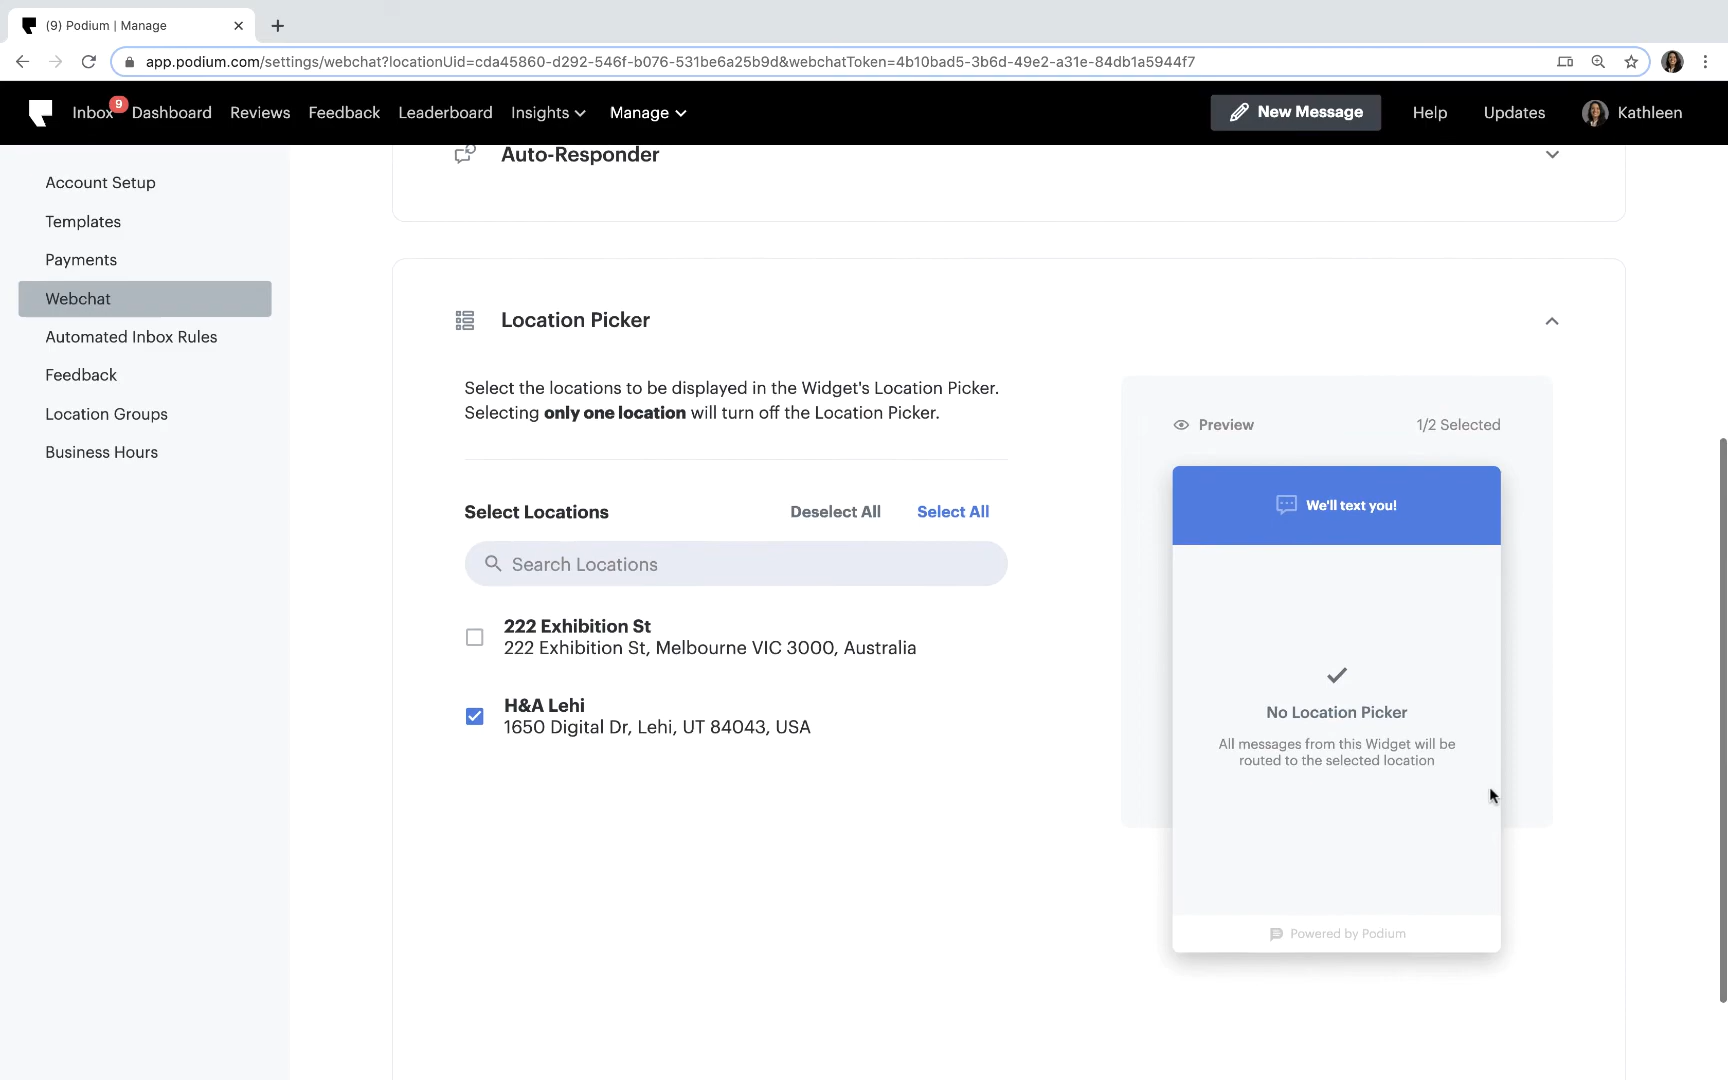 (9) Podium | Manage
app.podium.com/settings/webchat?locationUid=cda45860-d292-546f-b076-531be6a25b9d&webchatToken=4b10bad5-3b6d-49e2-a31e-84db1a5944f7
Inbox 9 Dashboard Reviews Feedback Leaderboard Insights Manage New Message Help Updates Kathleen
Account Setup
Templates
Payments
Webchat
Automated Inbox Rules
Feedback
Location Groups
Business Hours
Auto-Responder
Location Picker
Select the locations to be displayed in the Widget's Location Picker.
Selecting only one location will turn off the Location Picker.
Select Locations Deselect All Select All
Search Locations
222 Exhibition St
222 Exhibition St, Melbourne VIC 3000, Australia
H&A Lehi
1650 Digital Dr, Lehi, UT 84043, USA
Preview 1/2 Selected
We'll text you!
No Location Picker
All messages from this Widget will be
routed to the selected location
Powered by Podium